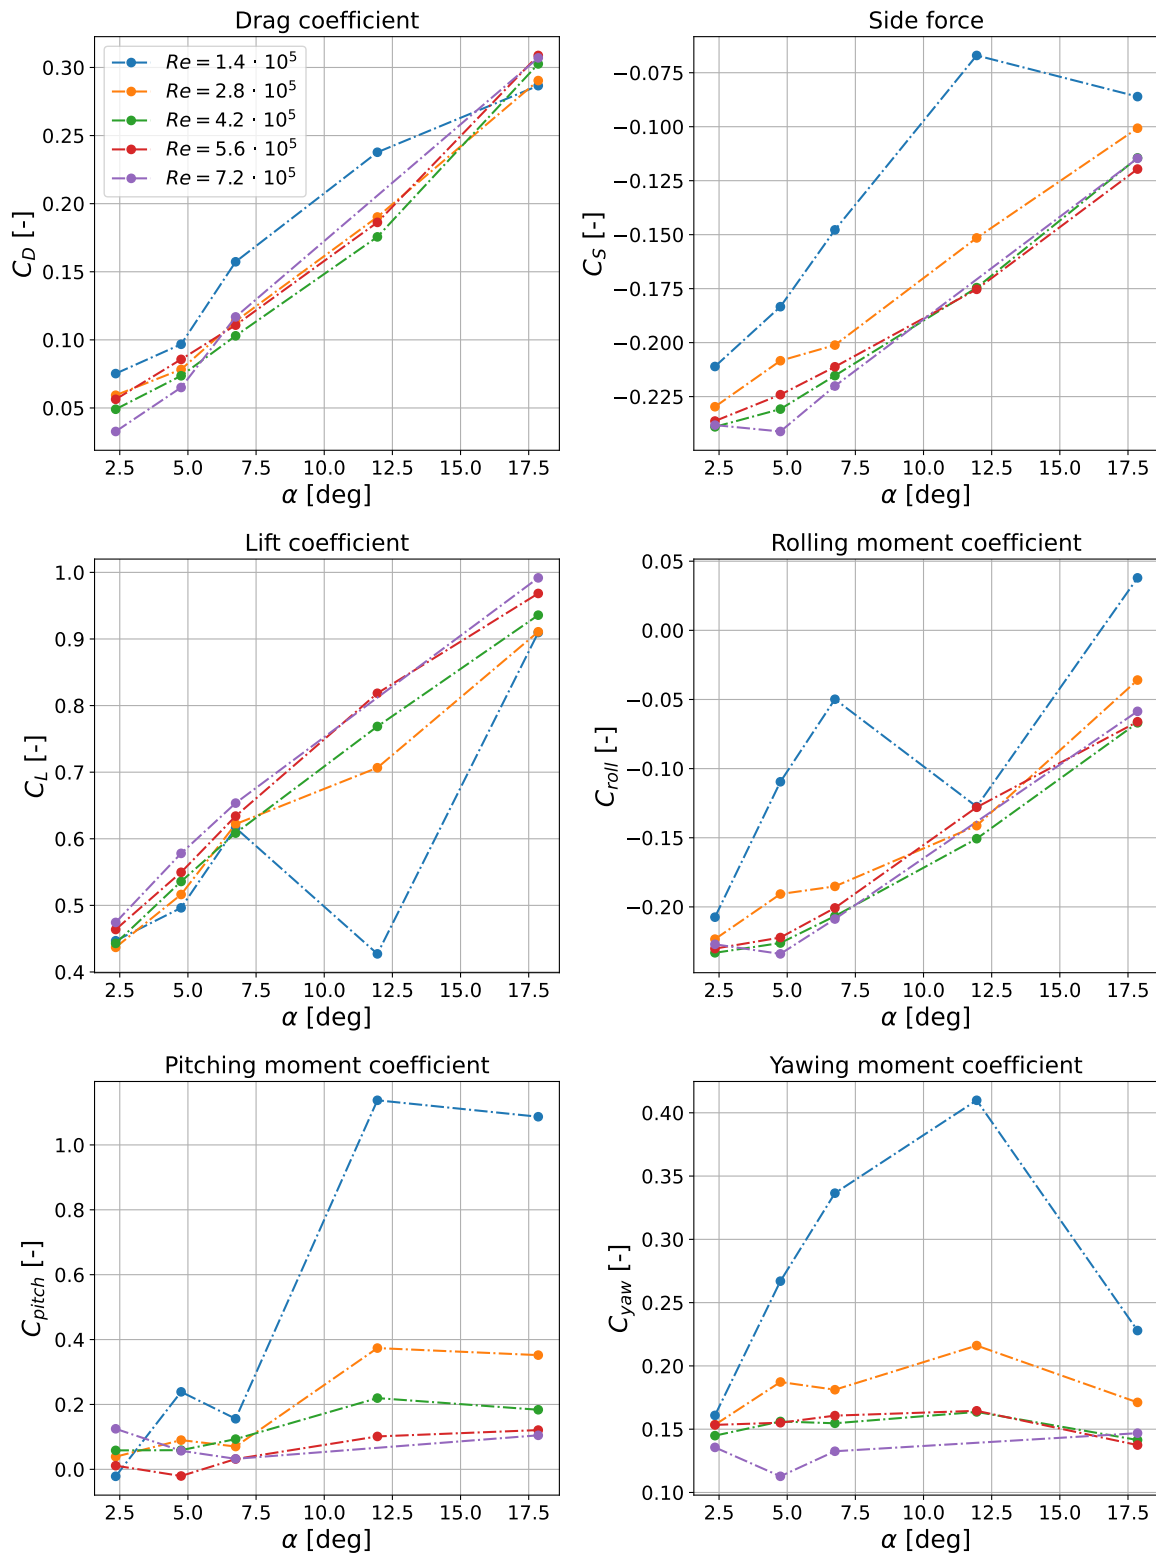 Drag coefficient
0.30
0.25
0.20
0.15
0.10
0.05
C_D [-]
Re = 1.4 · 10⁵
Re = 2.8 · 10⁵
Re = 4.2 · 10⁵
Re = 5.6 · 10⁵
Re = 7.2 · 10⁵
2.5 5.0 7.5 10.0 12.5 15.0 17.5
α [deg]
Side force
−0.075
−0.100
−0.125
−0.150
−0.175
−0.200
−0.225
C_S [-]
2.5 5.0 7.5 10.0 12.5 15.0 17.5
α [deg]
Lift coefficient
1.0
0.9
0.8
0.7
0.6
0.5
0.4
C_L [-]
2.5 5.0 7.5 10.0 12.5 15.0 17.5
α [deg]
Rolling moment coefficient
0.05
0.00
−0.05
−0.10
−0.15
−0.20
C_roll [-]
2.5 5.0 7.5 10.0 12.5 15.0 17.5
α [deg]
Pitching moment coefficient
1.0
0.8
0.6
0.4
0.2
0.0
C_pitch [-]
2.5 5.0 7.5 10.0 12.5 15.0 17.5
α [deg]
Yawing moment coefficient
0.40
0.35
0.30
0.25
0.20
0.15
0.10
C_yaw [-]
2.5 5.0 7.5 10.0 12.5 15.0 17.5
α [deg]